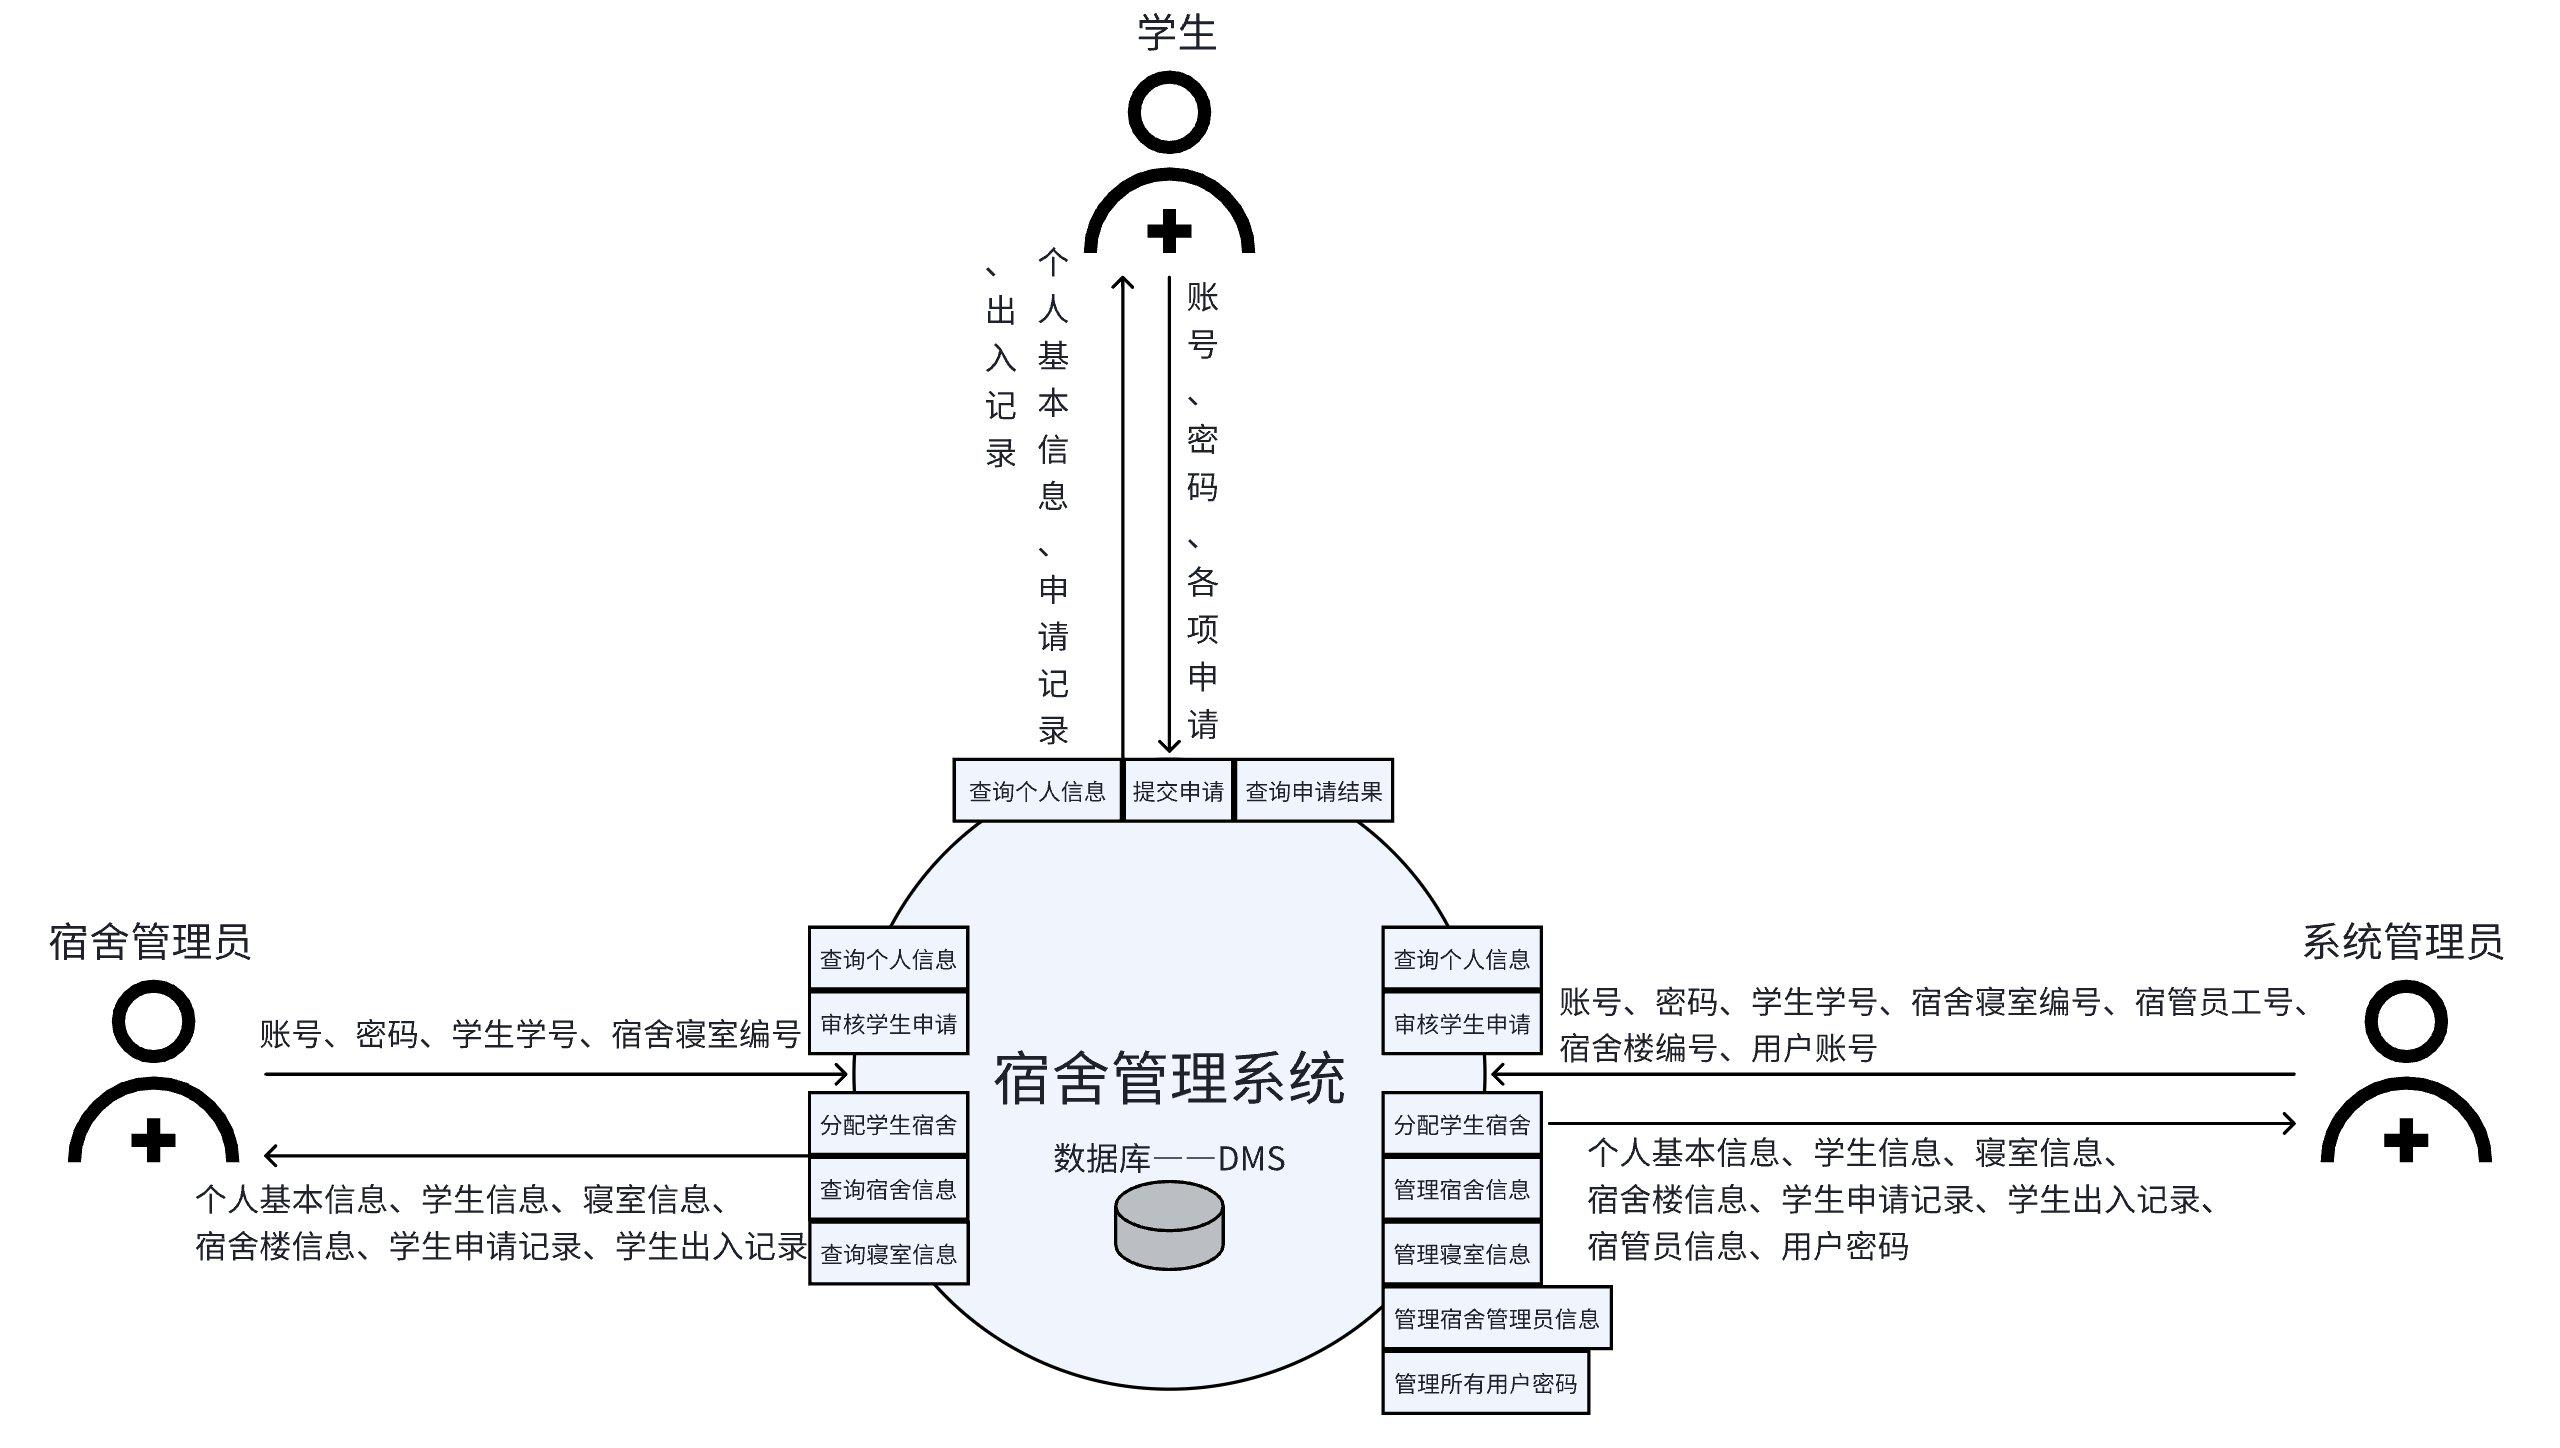 学生
个人基本信息、申请记录
、出入记录
账号、密码、各项申请
查询个人信息
提交申请
查询申请结果
宿舍管理员
账号、密码、学生学号、宿舍寝室编号
个人基本信息、学生信息、寝室信息、
宿舍楼信息、学生申请记录、学生出入记录
查询个人信息
审核学生申请
分配学生宿舍
查询宿舍信息
查询寝室信息
宿舍管理系统
数据库——DMS
查询个人信息
审核学生申请
分配学生宿舍
管理宿舍信息
管理寝室信息
管理宿舍管理员信息
管理所有用户密码
系统管理员
账号、密码、学生学号、宿舍寝室编号、宿管员工号、
宿舍楼编号、用户账号
个人基本信息、学生信息、寝室信息、
宿舍楼信息、学生申请记录、学生出入记录、
宿管员信息、用户密码